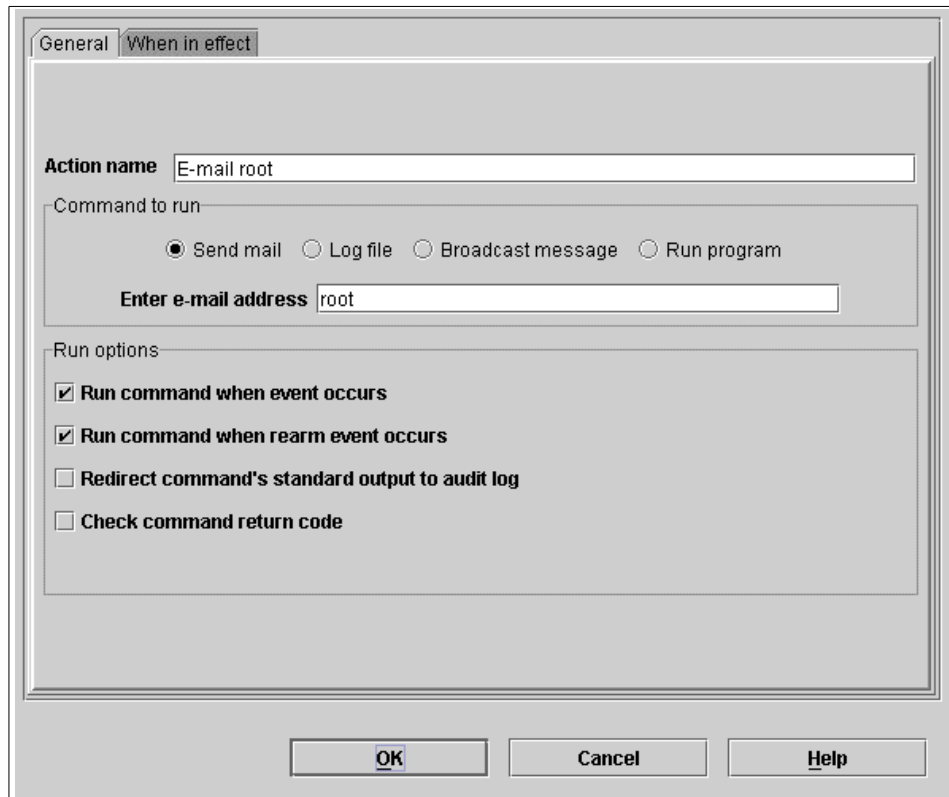 General When in effect
Action name E-mail root
Command to run
Send mail Log file Broadcast message Run program
Enter e-mail address root
Run options
Run command when event occurs
Run command when rearm event occurs
Redirect command's standard output to audit log
Check command return code
OK Cancel Help